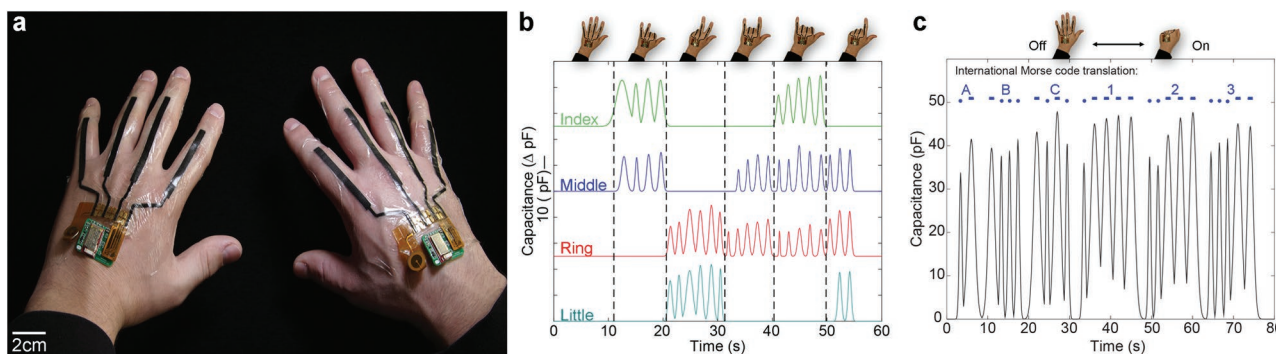 a
2cm
b
Capacitance (Δ pF)
10 ( pF)
Index
Middle
Ring
Little
0 10 20 30 40 50 60
Time (s)
c
Off On
International Morse code translation:
A B C 1 2 3
Capacitance (pF)
50
40
30
20
10
0
0 10 20 30 40 50 60 70 80
Time (s)